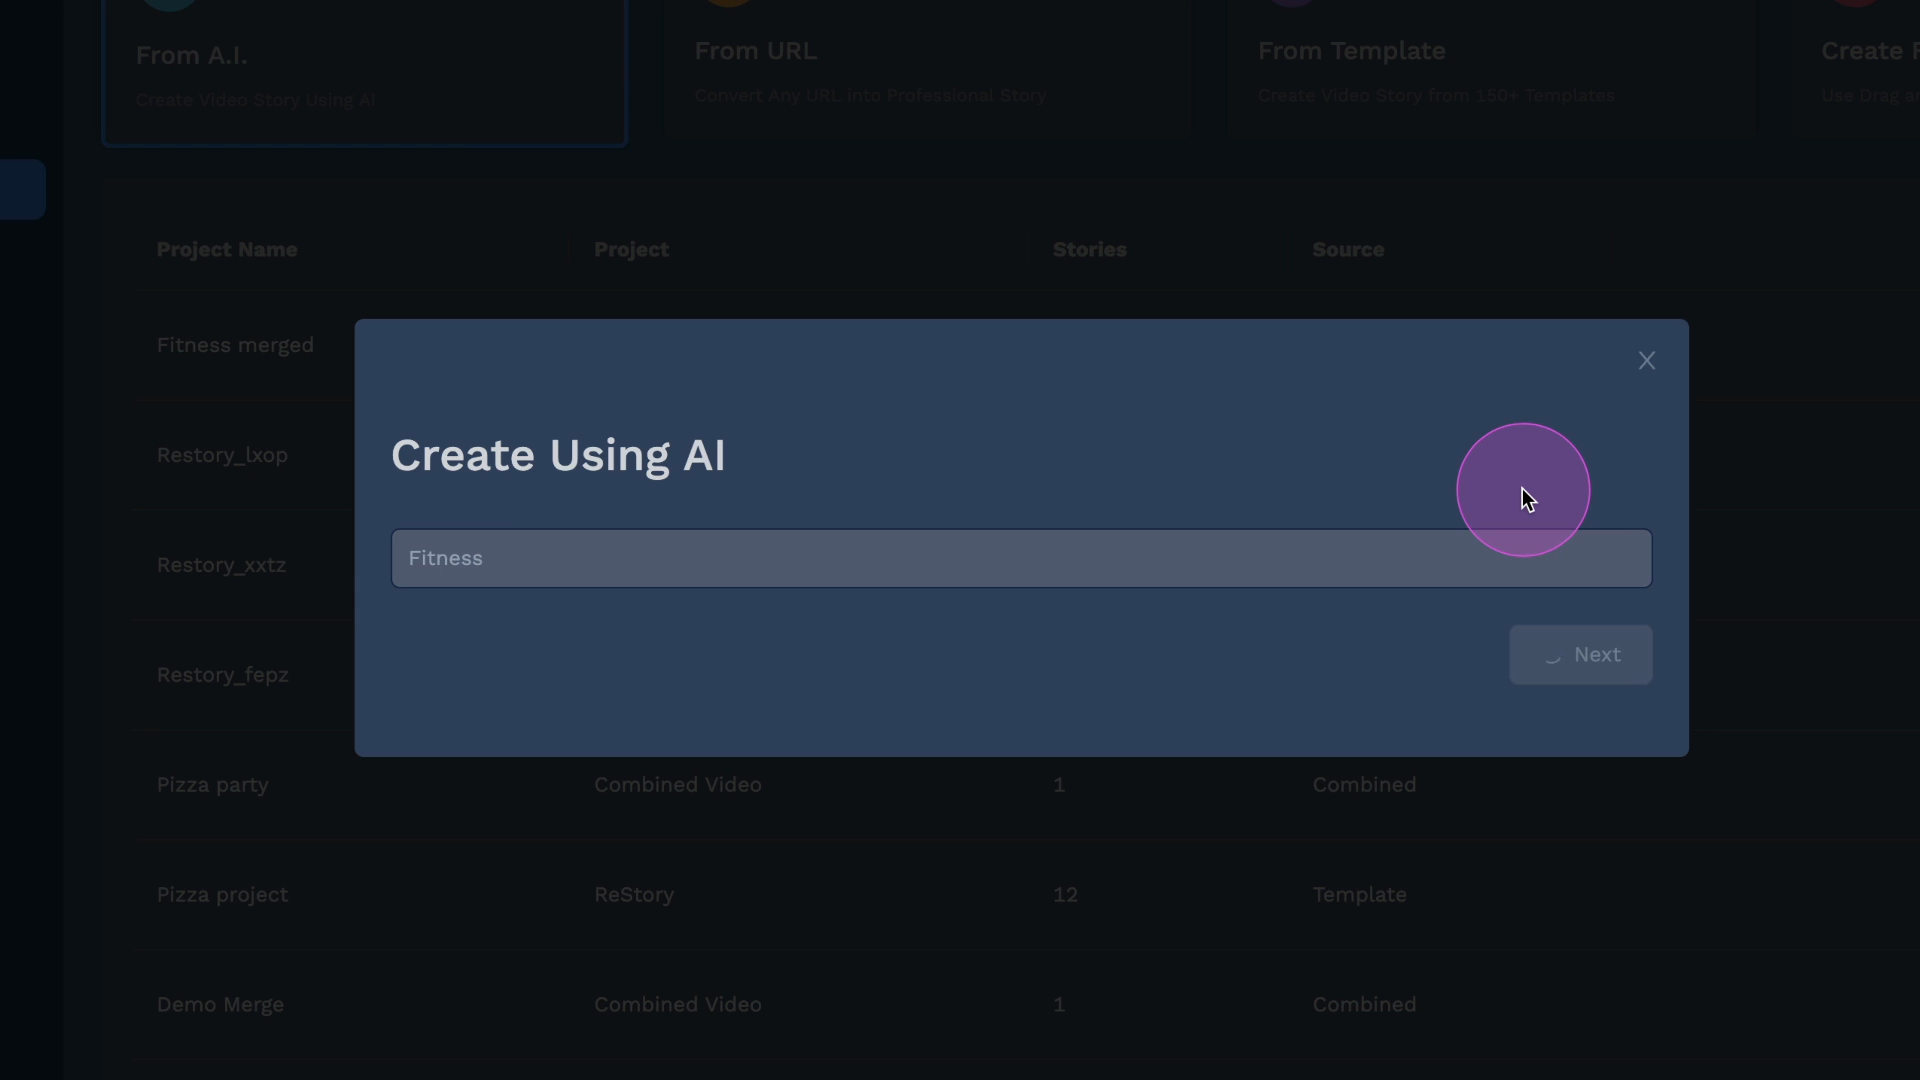 From A.I.
Create Video Story Using AI
From URL
Convert Any URL into Professional Story
From Template
Create Video Story from 150+ Templates
Create
Use Drag
Project Name
Project
Stories
Source
Fitness merged
Restory_lxop
Restory_xxtz
Restory_fepz
X
Create Using AI
Fitness
Next
Pizza party
Combined Video
1
Combined
Pizza project
ReStory
12
Template
Demo Merge
Combined Video
1
Combined